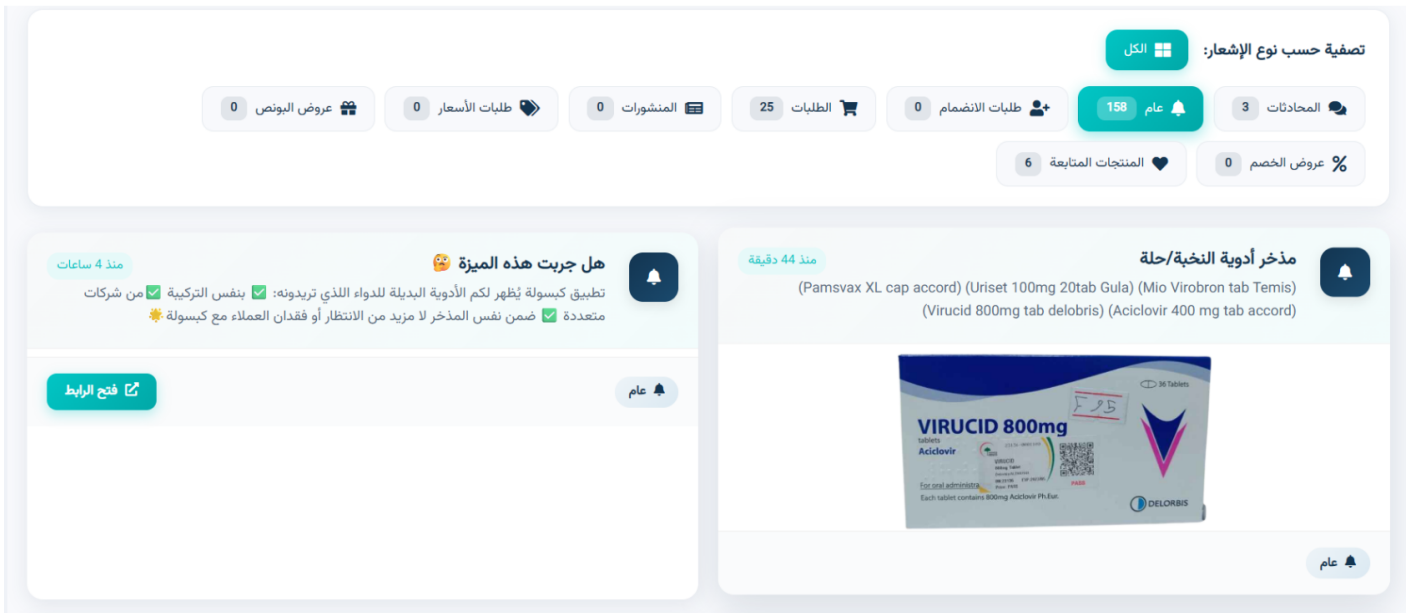 تصفية حسب نوع الإشعار:
الكل
المحادثات 3
عام 158
طلبات الانضمام 0
الطلبات 25
المنشورات 0
طلبات الأسعار 0
عروض البونص 0
عروض الخصم 0
المنتجات المتابعة 6
مذخر أدوية النخبة/حلة
منذ 44 دقيقة
(Pamsvax XL cap accord) (Uriset 100mg 20tab Gula) (Mio Virobron tab Temis)
(Virucid 800mg tab delobris) (Aciclovir 400 mg tab accord)
36 Tablets
VIRUCID 800mg
tablets
Aciclovir
VIRUCID
PASS
For oral administra
Each tablet contains 800mg Aciclovir Ph.Eur.
DELORBIS
عام
هل جربت هذه الميزة 🤔
منذ 4 ساعات
تطبيق كبسولة يُظهر لكم الأدوية البديلة للدواء اللذي تريدونه: ✅ بنفس التركيبة ✅ من شركات
متعددة ✅ ضمن نفس المذخر لا مزيد من الانتظار أو فقدان العملاء مع كبسولة 🌟
عام
فتح الرابط